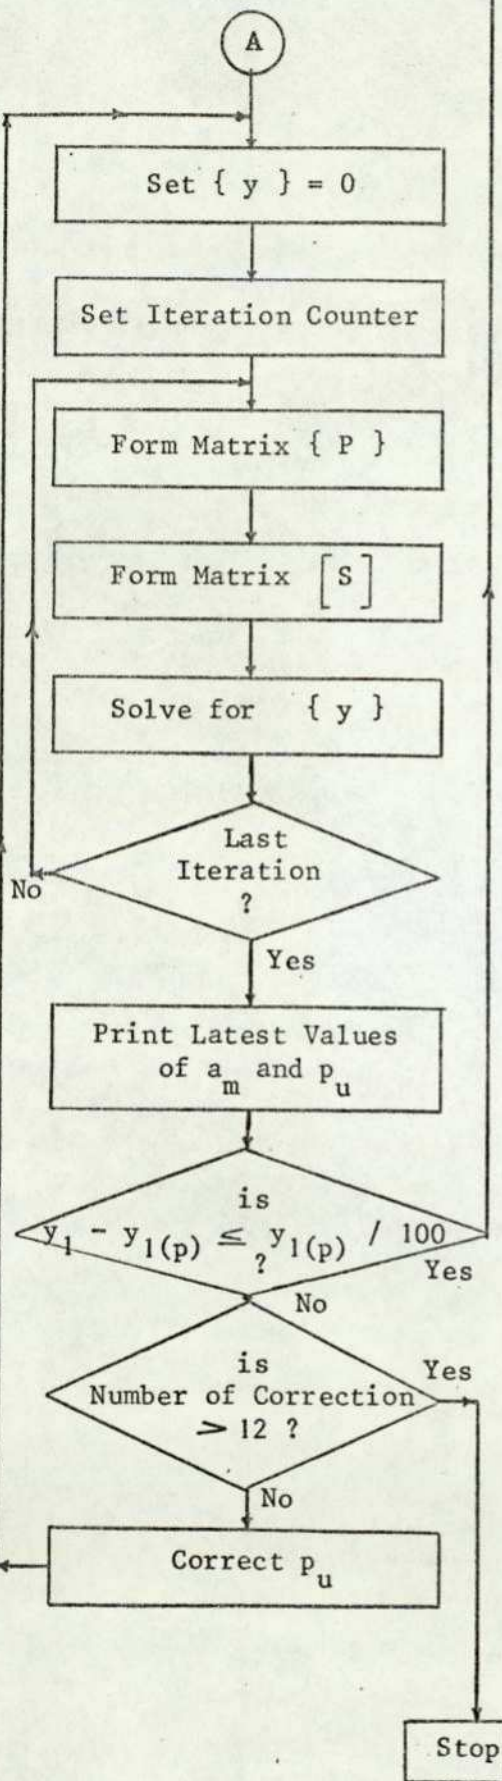 A
Set { y } = 0
Set Iteration Counter
Form Matrix { P }
Form Matrix [ S ]
Solve for { y }
Last
Iteration
?
No
Yes
Print Latest Values
of a_m and p_u
is
y_1 - y_1(p) ≤ y_1(p) / 100
?
Yes
No
is
Number of Correction
> 12 ?
Yes
No
Correct p_u
Stop